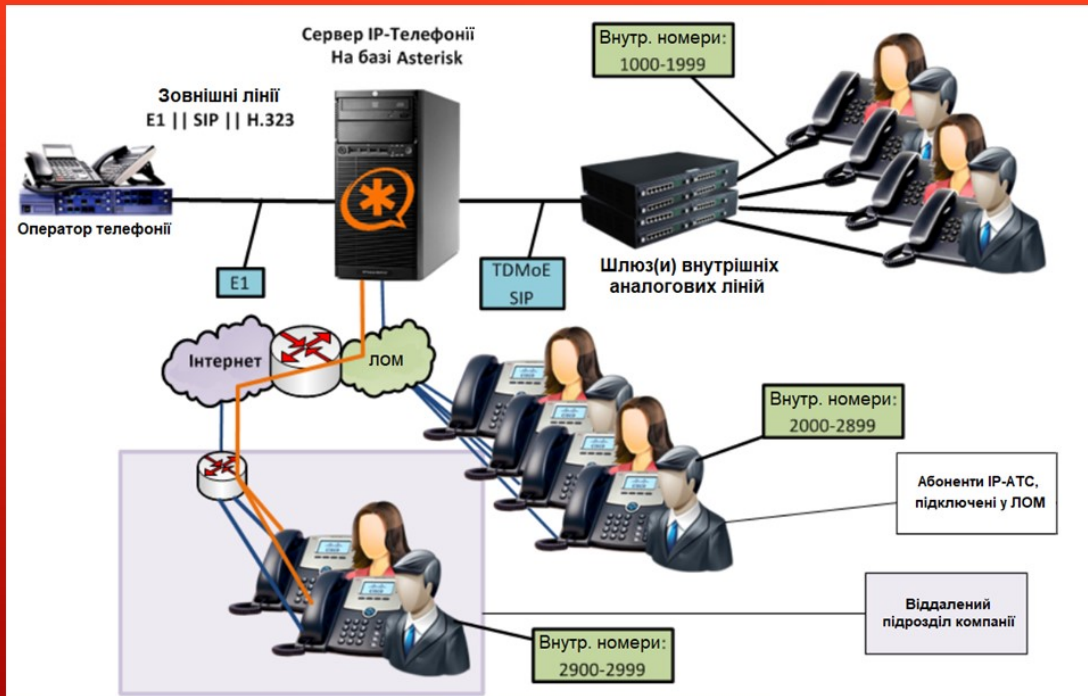 Сервер IP-Телефонії
На базі Asterisk
Внутр. номери:
1000-1999
Зовнішні лінії
E1 || SIP || H.323
Оператор телефонії
E1
TDMoE
SIP
Шлюз(и) внутрішніх
аналогових ліній
Інтернет
ЛОМ
Внутр. номери:
2000-2899
Абоненти IP-АТС,
підключені у ЛОМ
Віддалений
підрозділ компанії
Внутр. номери:
2900-2999